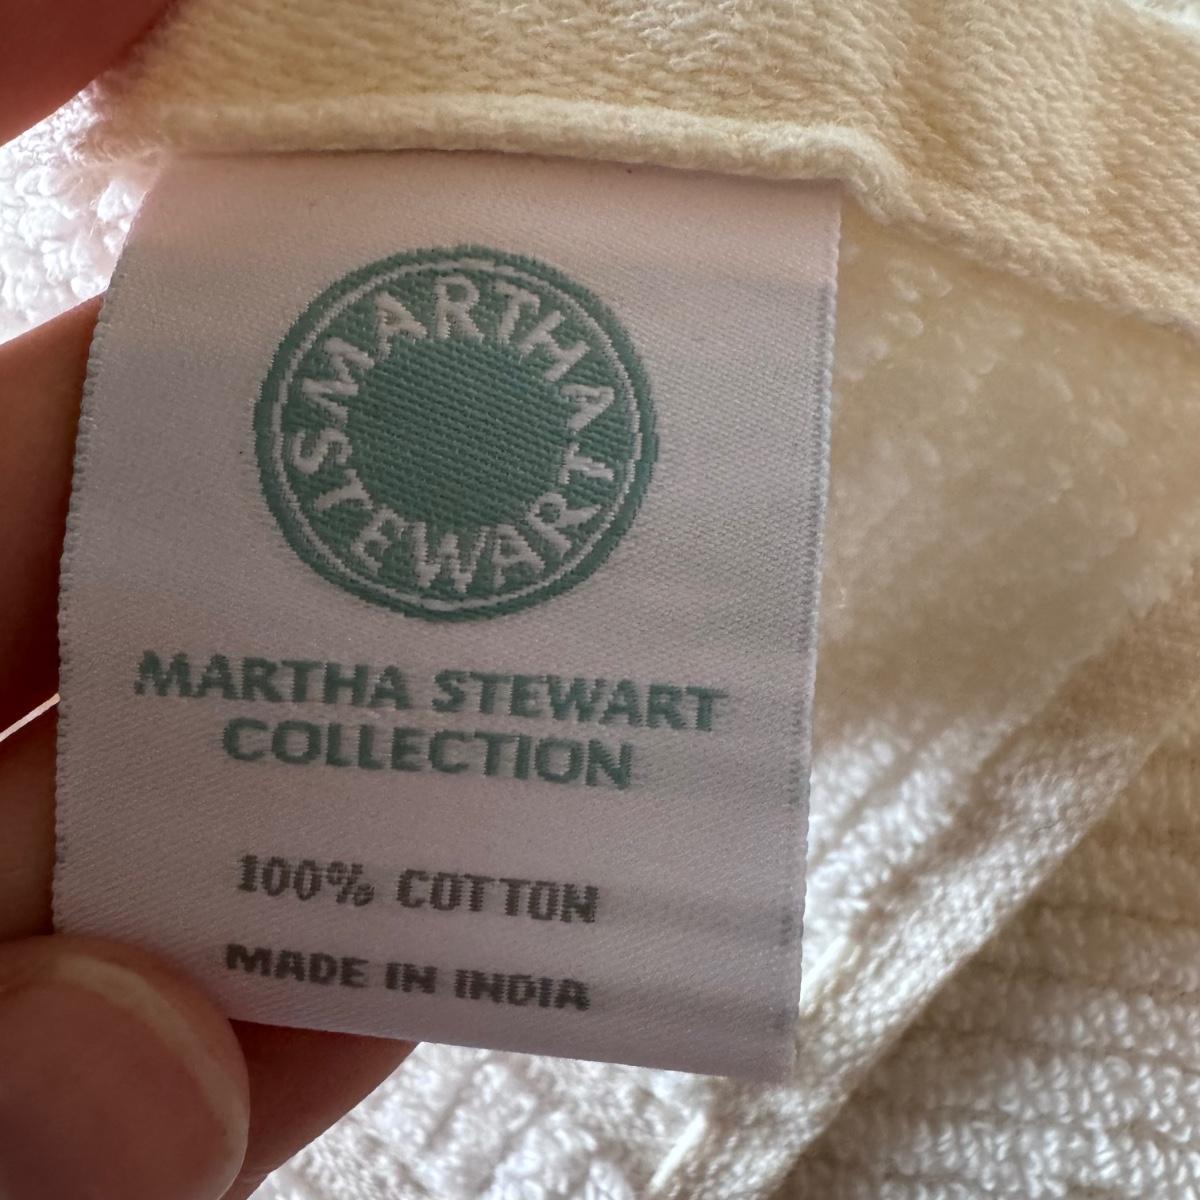 MARTHA STEWART
MARTHA STEWART
COLLECTION
100% COTTON
MADE IN INDIA